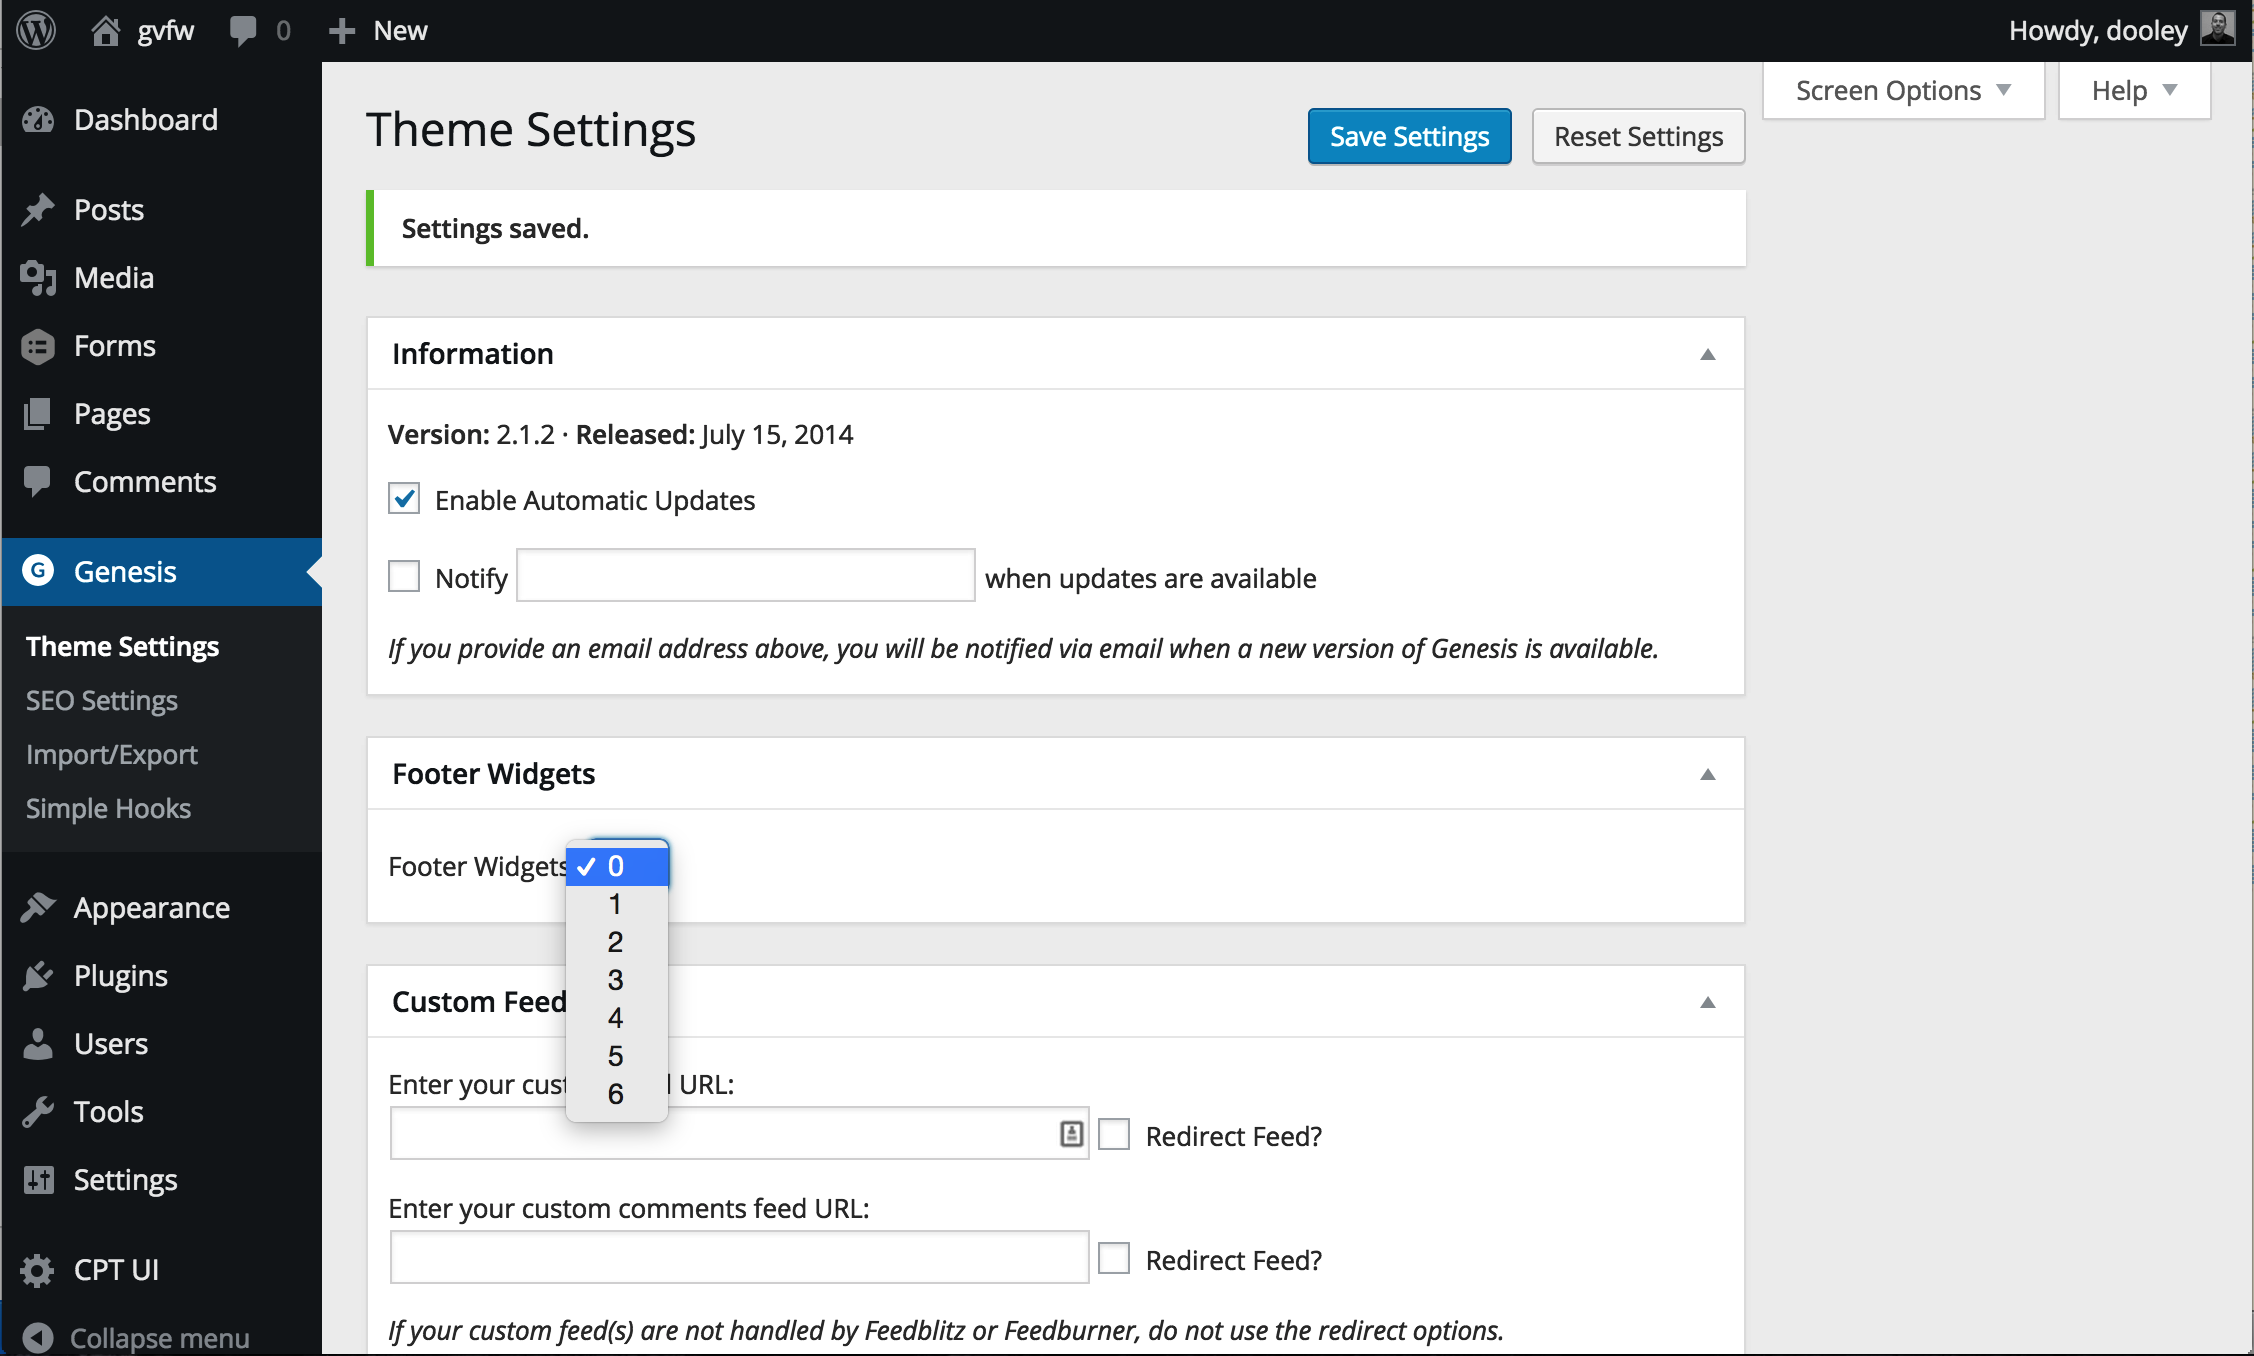 gvfw 0 New Howdy, dooley
Screen Options Help
Dashboard
Posts
Media
Forms
Pages
Comments
Genesis
Theme Settings
SEO Settings
Import/Export
Simple Hooks
Appearance
Plugins
Users
Tools
Settings
CPT UI
Collapse menu
Theme Settings
Save Settings Reset Settings
Settings saved.
Information
Version: 2.1.2 · Released: July 15, 2014
Enable Automatic Updates
Notify when updates are available
If you provide an email address above, you will be notified via email when a new version of Genesis is available.
Footer Widgets
Footer Widgets
0
1
2
3
4
5
6
Custom Feed
Enter your URL:
Redirect Feed?
Enter your custom comments feed URL:
Redirect Feed?
If your custom feed(s) are not handled by Feedblitz or Feedburner, do not use the redirect options.